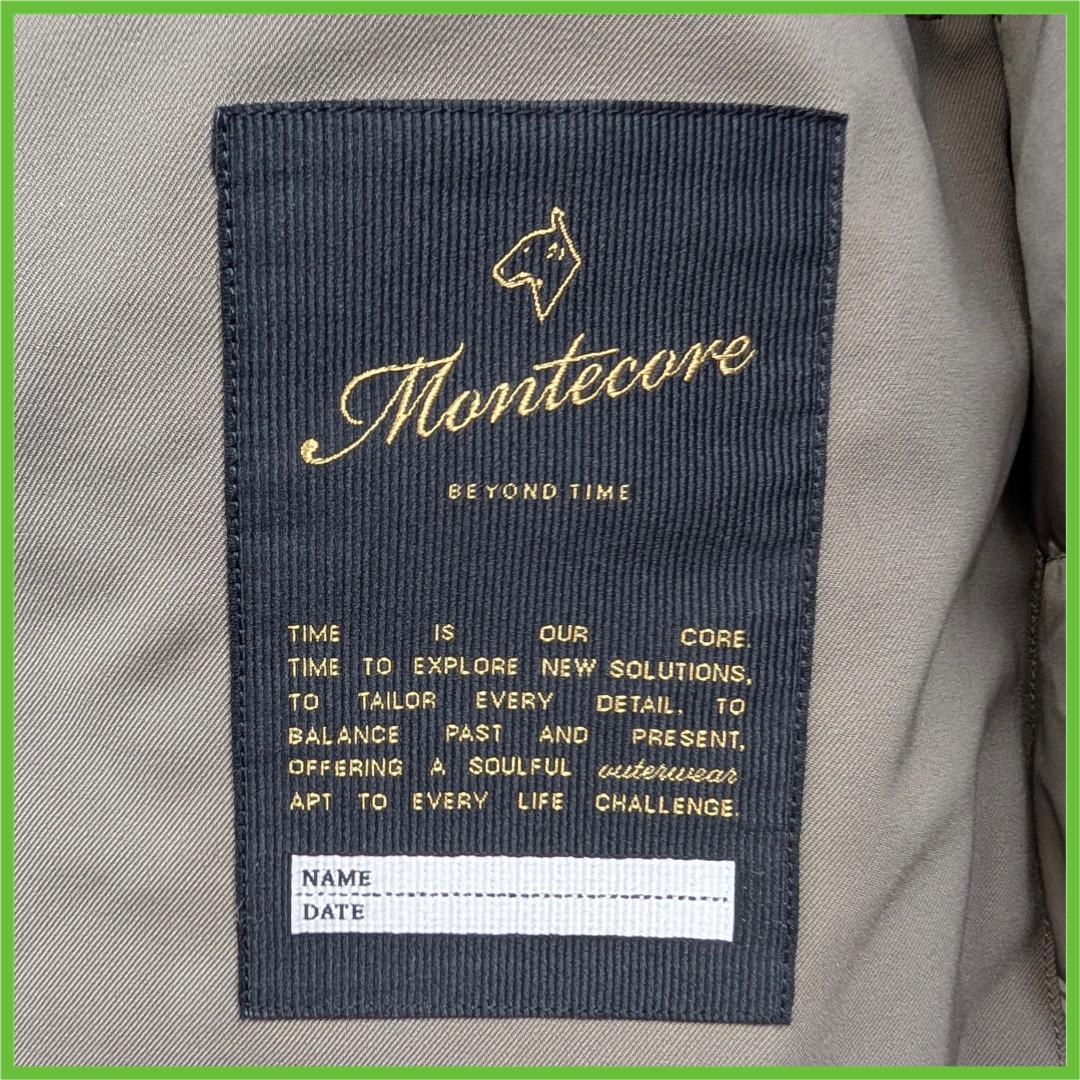 Montecore
BEYOND TIME
TIME IS OUR CORE.
TIME TO EXPLORE NEW SOLUTIONS,
TO TAILOR EVERY DETAIL, TO
BALANCE PAST AND PRESENT,
OFFERING A SOULFUL outerwear
APT TO EVERY LIFE CHALLENGE.
NAME
DATE